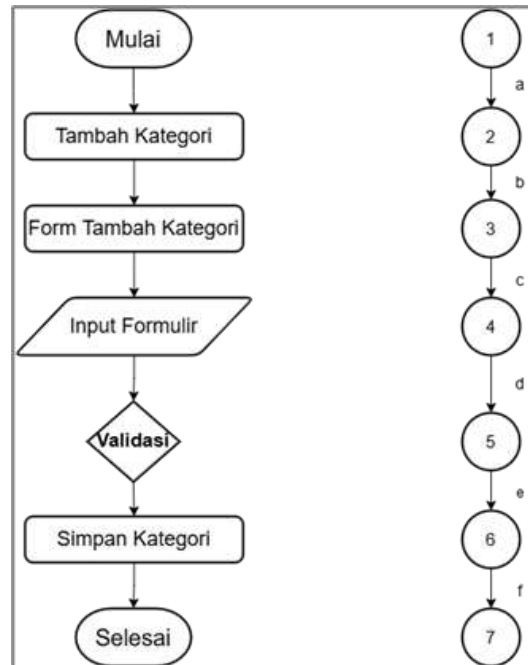 Mulai
Tambah Kategori
Form Tambah Kategori
Input Formulir
Validasi
Simpan Kategori
Selesai
1
a
2
b
3
c
4
d
5
e
6
f
7